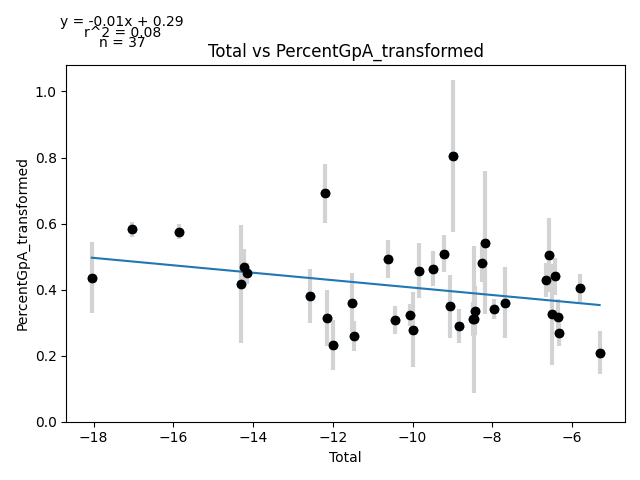 y = -0.01x + 0.29
r^2 = 0.08
n = 37
Total vs PercentGpA_transformed
PercentGpA_transformed
1.0
0.8
0.6
0.4
0.2
0.0
−18 −16 −14 −12 −10 −8 −6
Total